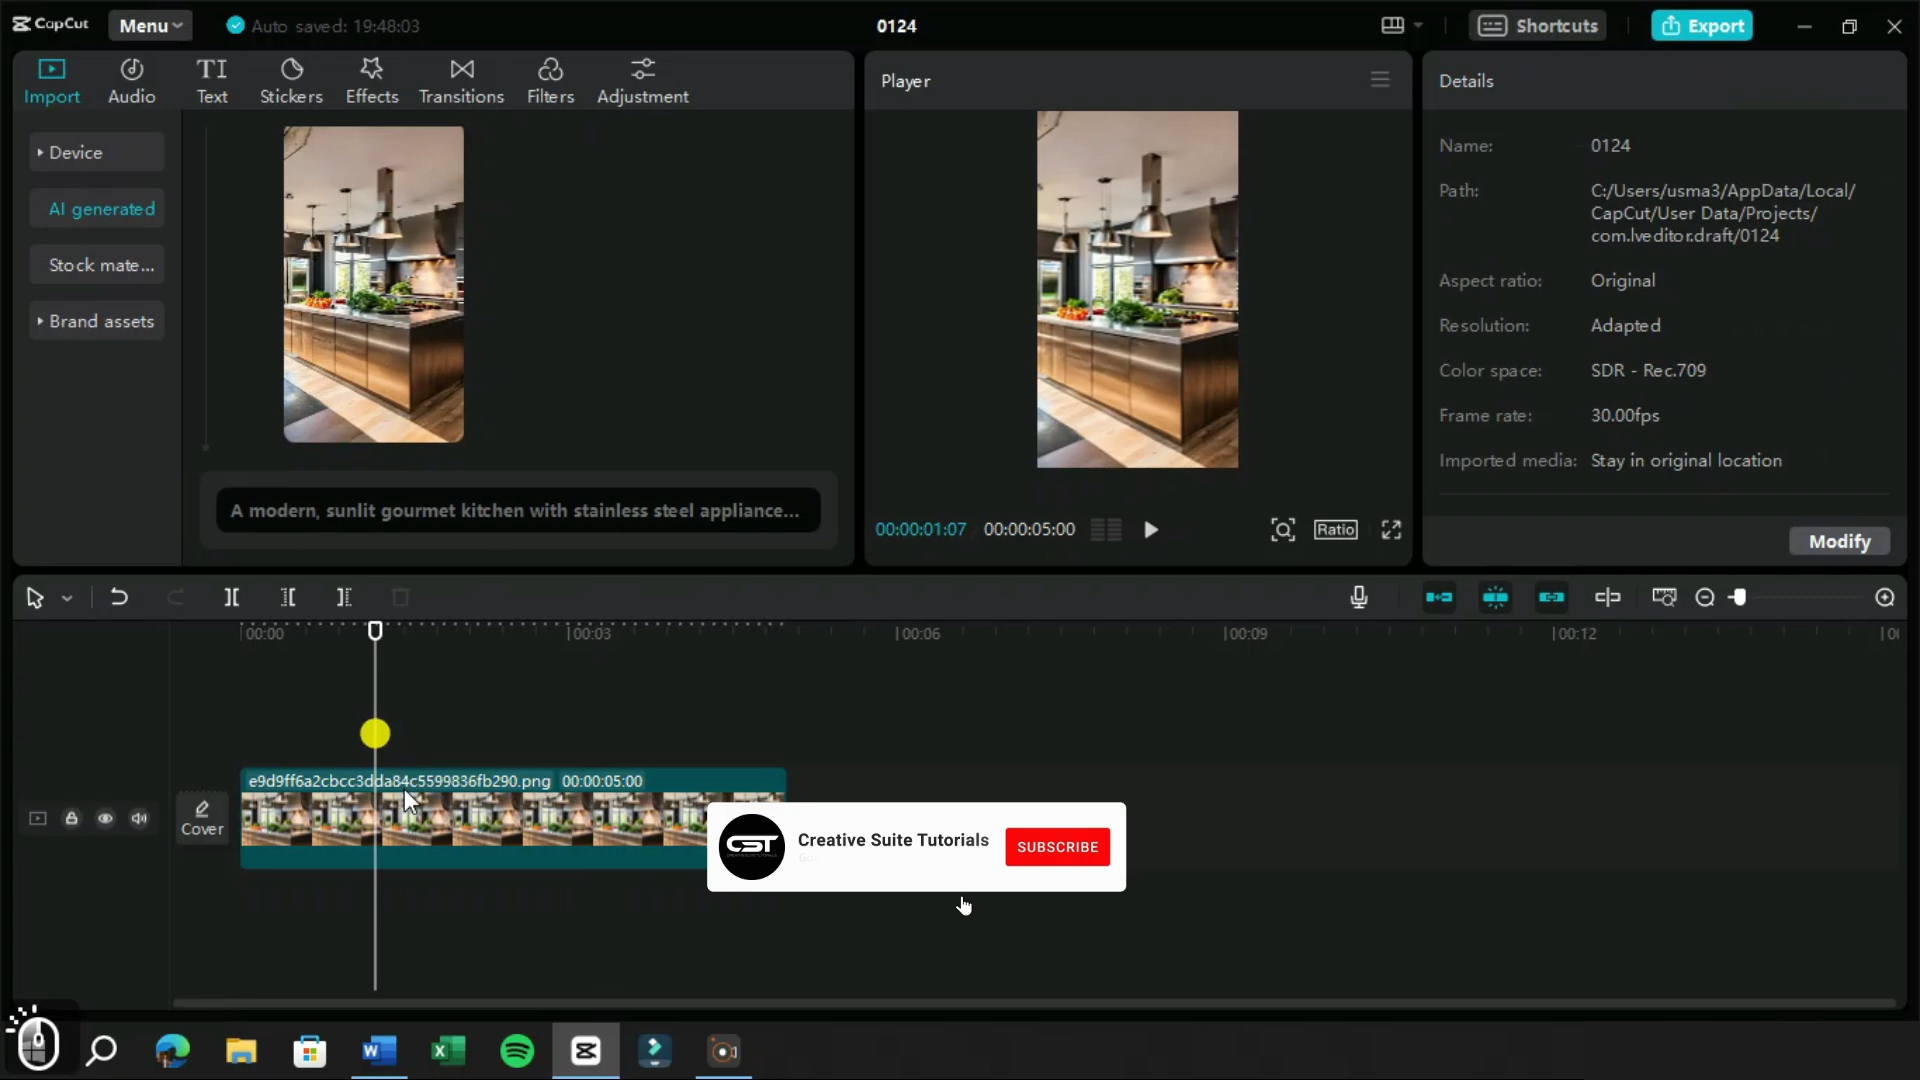 CapCut
Menu
Auto saved: 19:48:03
0124
Shortcuts
Export
Import
Audio
TI
Text
Stickers
Effects
Transitions
Filters
Adjustment
Device
AI generated
Stock mate...
Brand assets
A modern, sunlit gourmet kitchen with stainless steel appliance...
Player
00:00:01:07
00:00:05:00
Ratio
Details
Name:
0124
Path:
C:/Users/usma3/AppData/Local/
CapCut/User Data/Projects/
com.lveditor.draft/0124
Aspect ratio:
Original
Resolution:
Adapted
Color space:
SDR - Rec.709
Frame rate:
30.00fps
Imported media:
Stay in original location
Modify
00:00
00:03
00:06
00:09
00:12
Cover
e9d9ff6a2cbcc3dda84c5599836fb290.png 00:00:05:00
CST
Creative Suite Tutorials
SUBSCRIBE